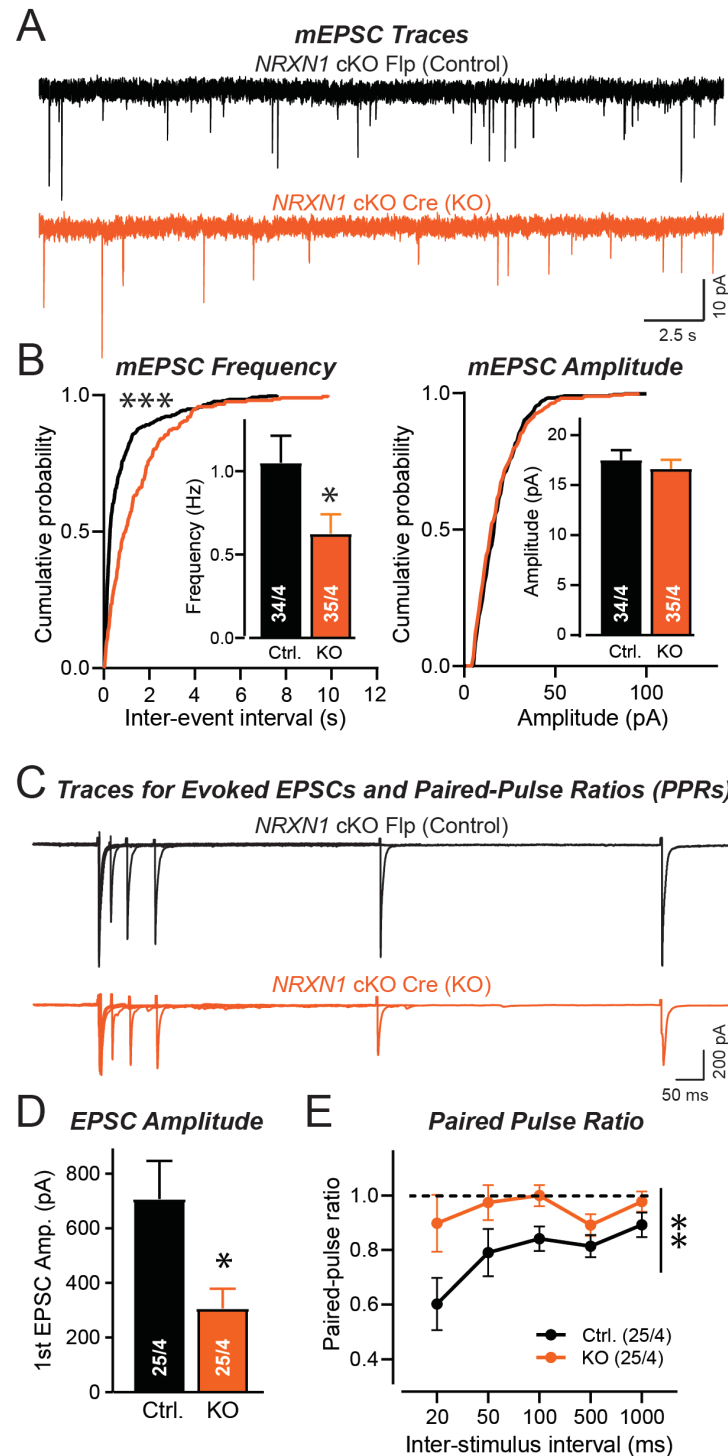 A
mEPSC Traces
NRXN1 cKO Flp (Control)
NRXN1 cKO Cre (KO)
10 pA
2.5 s
B
mEPSC Frequency
mEPSC Amplitude
Cumulative probability
1.0
0.5
0.0
0 2 4 6 8 10 12
Inter-event interval (s)
***
Frequency (Hz)
1.0
0.5
0.0
*
34/4
35/4
Ctrl. KO
Cumulative probability
1.0
0.5
0.0
0 50 100
Amplitude (pA)
Amplitude (pA)
20
15
10
5
0
34/4
35/4
Ctrl. KO
C
Traces for Evoked EPSCs and Paired-Pulse Ratios (PPRs)
NRXN1 cKO Flp (Control)
NRXN1 cKO Cre (KO)
200 pA
50 ms
D
EPSC Amplitude
1st EPSC Amp. (pA)
800
600
400
200
0
*
25/4
25/4
Ctrl. KO
E
Paired Pulse Ratio
Paired-pulse ratio
1.0
0.8
0.6
0.4
**
Ctrl. (25/4)
KO (25/4)
20 50 100 500 1000
Inter-stimulus interval (ms)